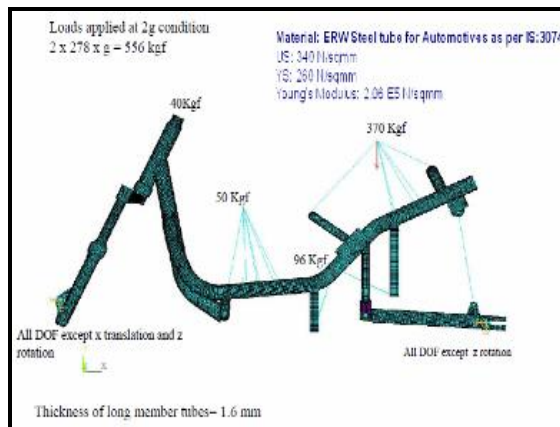 Loads applied at 2g condition
2 x 278 x g = 556 kgf
Material: ERW Steel tube for Automotives as per IS:3074
US: 340 N/sqmm
YS: 260 N/sqmm
Young's Modulus: 2.06 E5 N/sqmm
40Kgf
370 Kgf
50 Kgf
96 Kgf
All DOF except x translation and z
rotation
All DOF except z rotation
X
Thickness of long member tubes– 1.6 mm